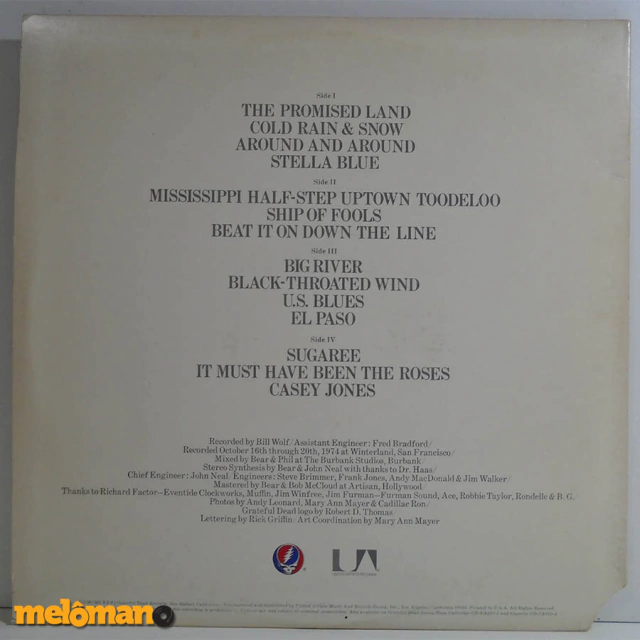 Side I
THE PROMISED LAND
COLD RAIN & SNOW
AROUND AND AROUND
STELLA BLUE
Side II
MISSISSIPPI HALF-STEP UPTOWN TOODELOO
SHIP OF FOOLS
BEAT IT ON DOWN THE LINE
Side III
BIG RIVER
BLACK-THROATED WIND
U.S. BLUES
EL PASO
Side IV
SUGAREE
IT MUST HAVE BEEN THE ROSES
CASEY JONES
Recorded by Bill Wolf/Assistant Engineer: Fred Bradford/
Recorded October 16th through 20th, 1974 at Winterland, San Francisco/
Mixed by Bear & Phil at The Burbank Studios, Burbank
Stereo Synthesis by Bear & John Neal with thanks to Dr. Haas/
Chief Engineer: John Neal Engineers: Steve Brimmer, Frank Jones, Andy MacDonald & Jim Walker/
Mastered by Bear & Bob McCloud at Artisan, Hollywood/
Thanks to Richard Factor–Eventide Clockworks, Muffin, Jim Winfree, Jim Furman–Furman Sound, Ace, Robbie Taylor, Rondelle & B. G.
Photos by Andy Leonard, Mary Ann Mayer & Cadillac Ron/
Grateful Dead logo by Robert D. Thomas
Lettering by Rick Griffin/Art Coordination by Mary Ann Mayer
UA
melômano